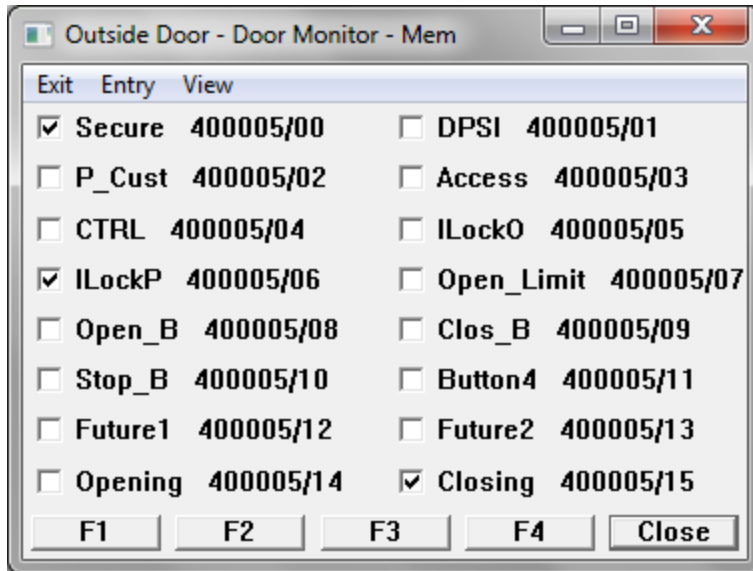 Outside Door - Door Monitor - Mem
Exit Entry View
Secure 400005/00 DPSI 400005/01
P_Cust 400005/02 Access 400005/03
CTRL 400005/04 ILockO 400005/05
ILockP 400005/06 Open_Limit 400005/07
Open_B 400005/08 Clos_B 400005/09
Stop_B 400005/10 Button4 400005/11
Future1 400005/12 Future2 400005/13
Opening 400005/14 Closing 400005/15
F1 F2 F3 F4 Close